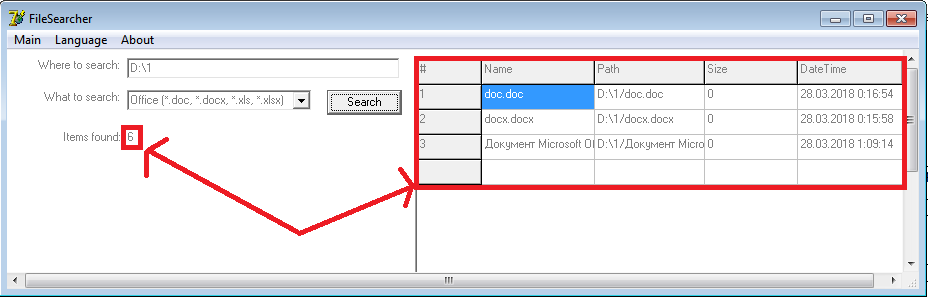 FileSearcher
Main Language About
Where to search: D:\1
What to search: Office (*.doc, *.docx, *.xls, *.xlsx) Search
Items found: 6
# Name Path Size DateTime
1 doc.doc D:\1/doc.doc 0 28.03.2018 0:16:54
2 docx.docx D:\1/docx.docx 0 28.03.2018 0:15:58
3 Документ Microsoft Of D:\1/Документ Micro 0 28.03.2018 1:09:14